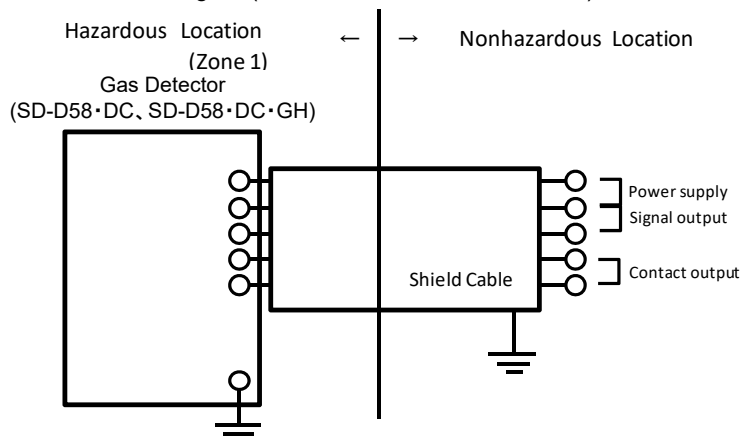 Hazardous Location
← → Nonhazardous Location
(Zone 1)
Gas Detector
(SD-D58・DC、SD-D58・DC・GH)
Power supply
Signal output
Contact output
Shield Cable